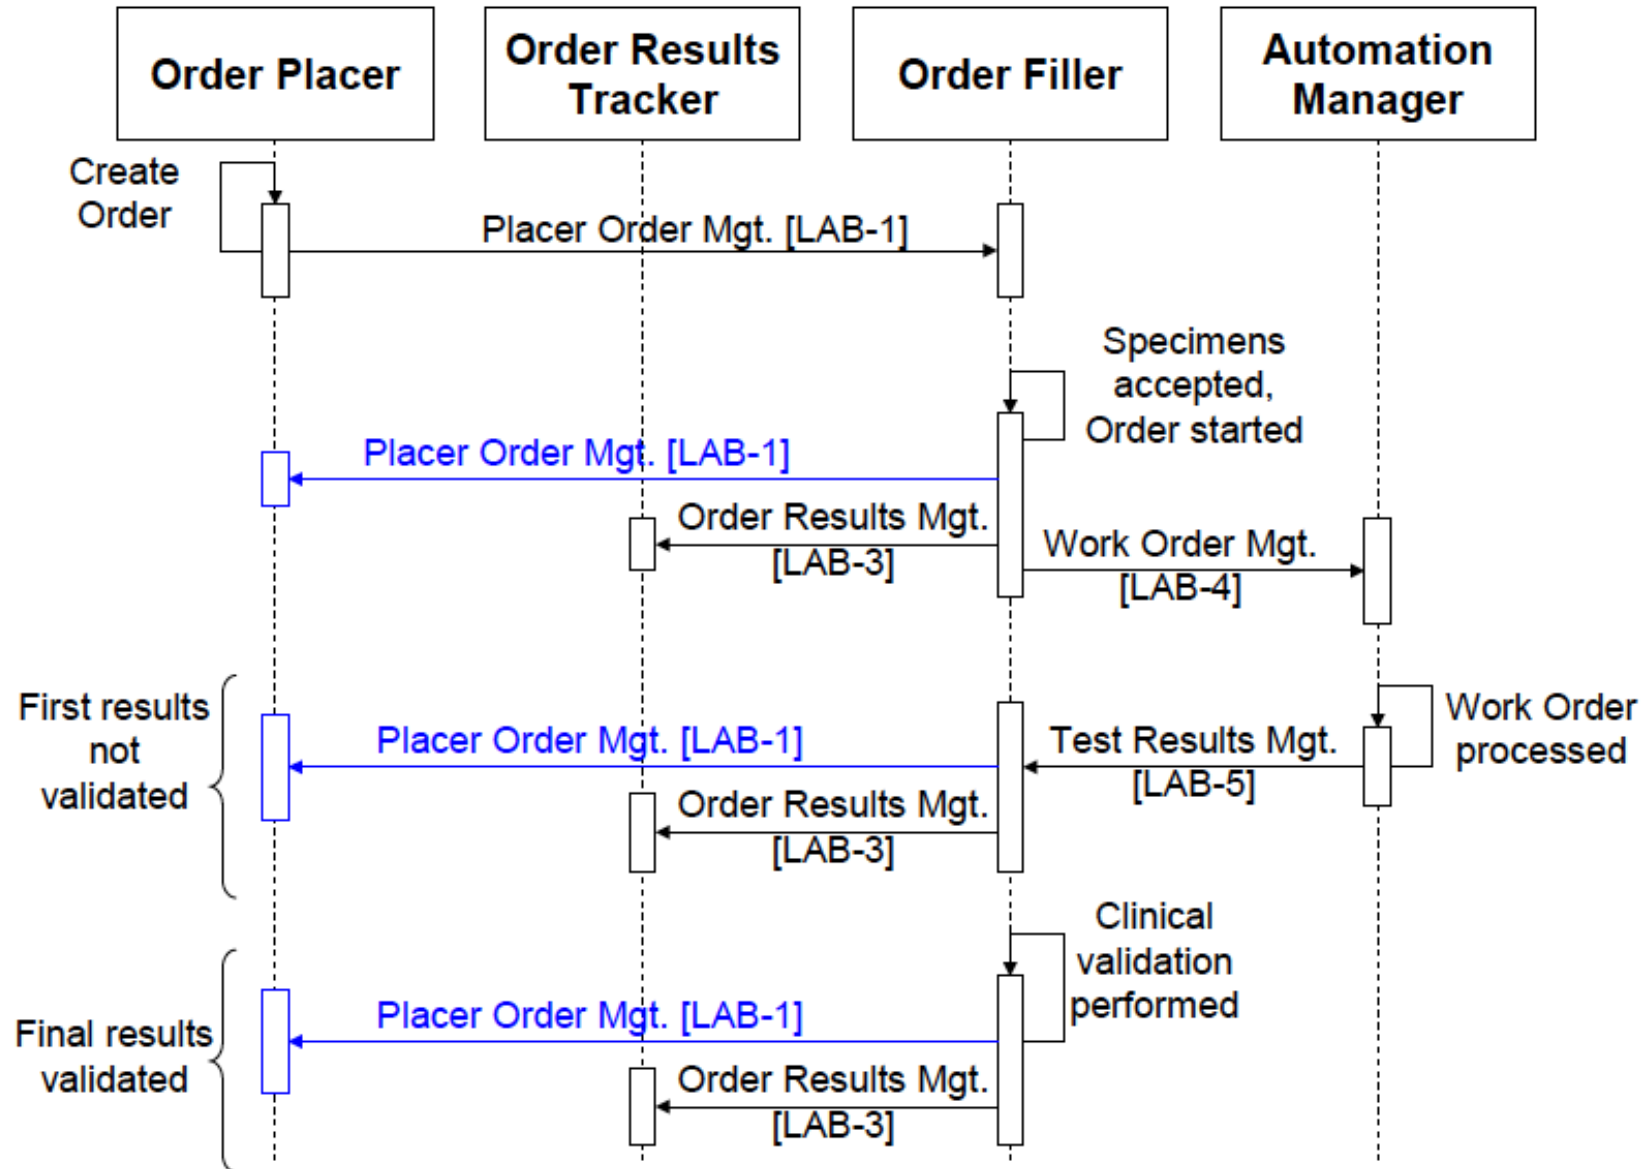 Order Placer
Order Results
Tracker
Order Filler
Automation
Manager
Create
Order
Placer Order Mgt. [LAB-1]
Specimens
accepted,
Order started
Placer Order Mgt. [LAB-1]
Order Results Mgt.
[LAB-3]
Work Order Mgt.
[LAB-4]
First results
not
validated
Placer Order Mgt. [LAB-1]
Test Results Mgt.
[LAB-5]
Work Order
processed
Order Results Mgt.
[LAB-3]
Clinical
validation
performed
Final results
validated
Placer Order Mgt. [LAB-1]
Order Results Mgt.
[LAB-3]